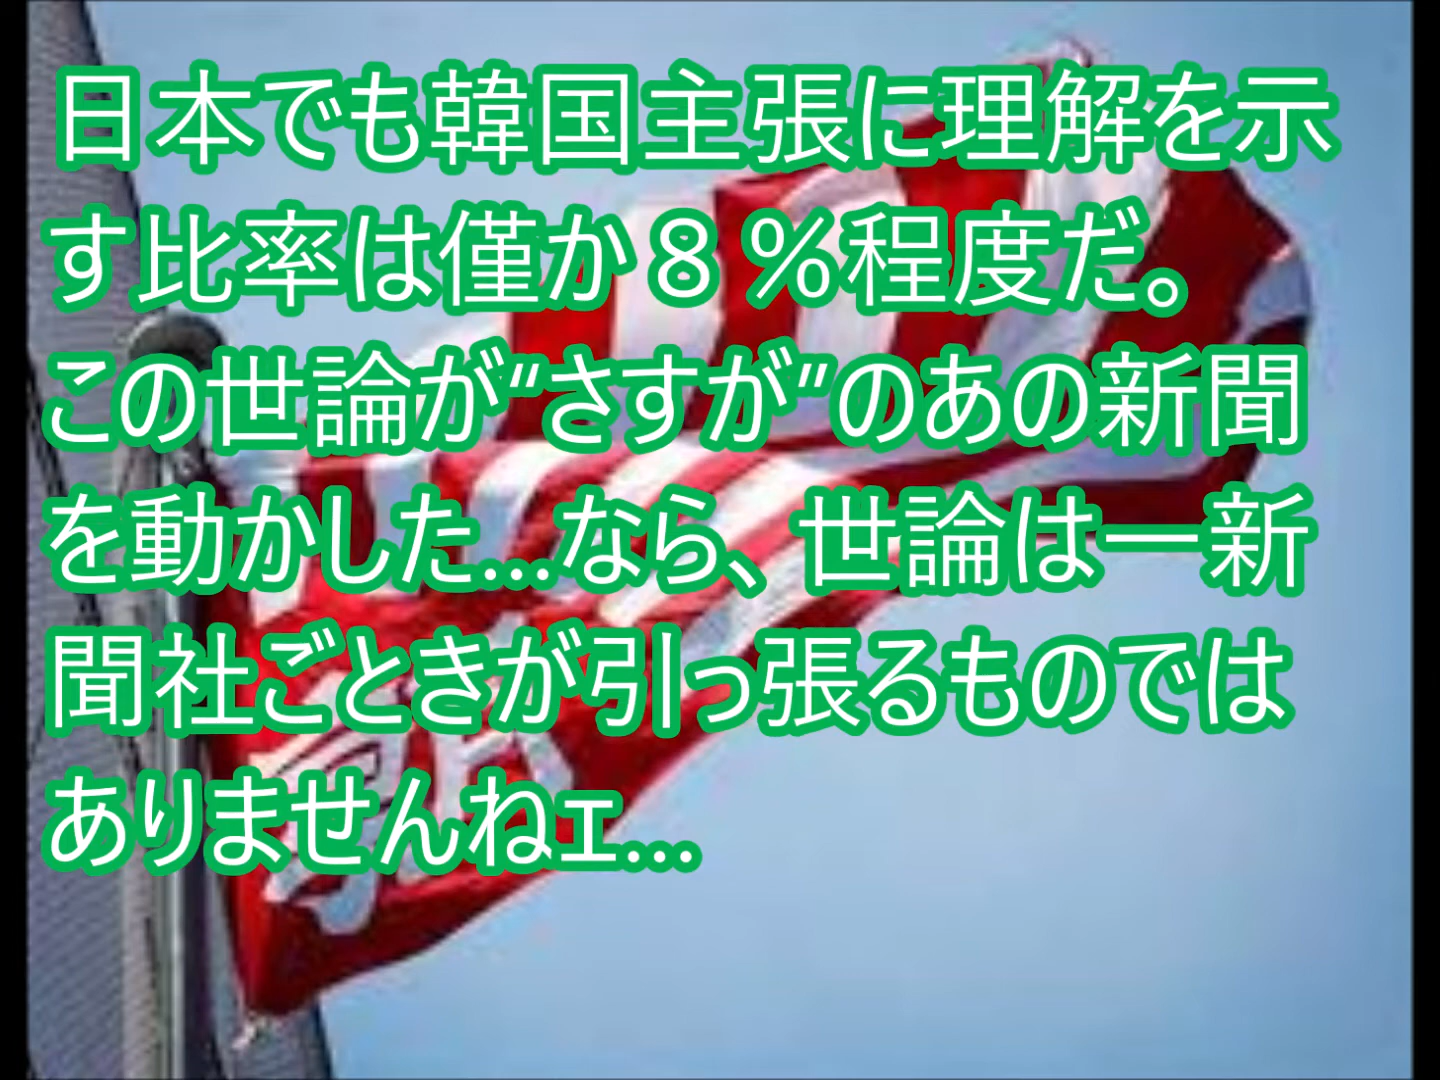 日本でも韓国主張に理解を示
す比率は僅か８％程度だ。
この世論が”さすが”のあの新聞
を動かした…なら、世論は一新
聞社ごときが引っ張るものでは
ありませんねェ…